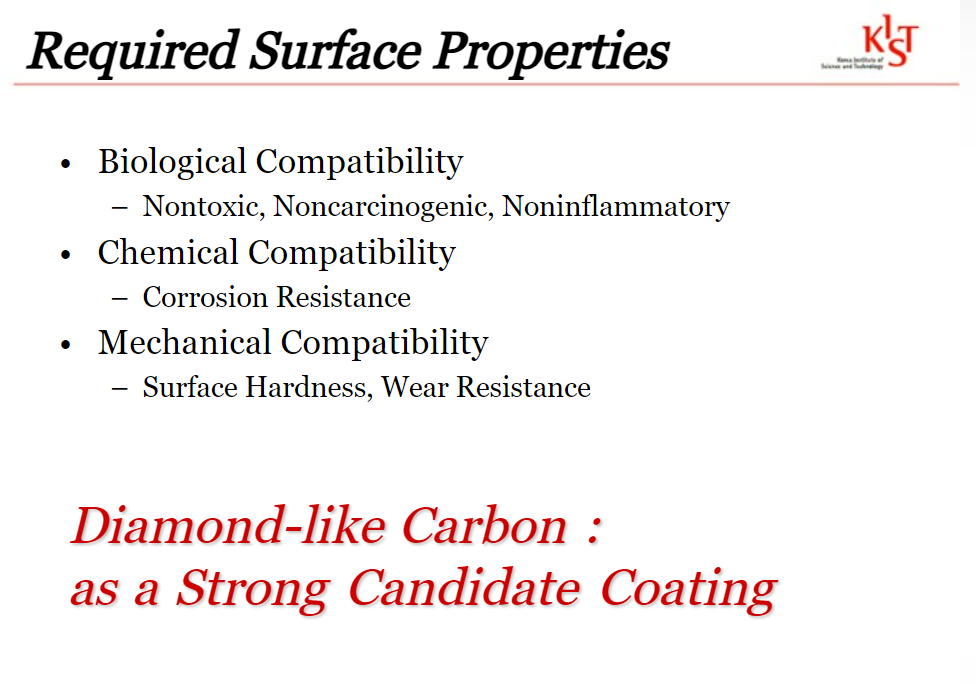 Required Surface Properties
KIST
Korea Institute of
Science and Technology
• Biological Compatibility
– Nontoxic, Noncarcinogenic, Noninflammatory
• Chemical Compatibility
– Corrosion Resistance
• Mechanical Compatibility
– Surface Hardness, Wear Resistance
Diamond-like Carbon :
as a Strong Candidate Coating